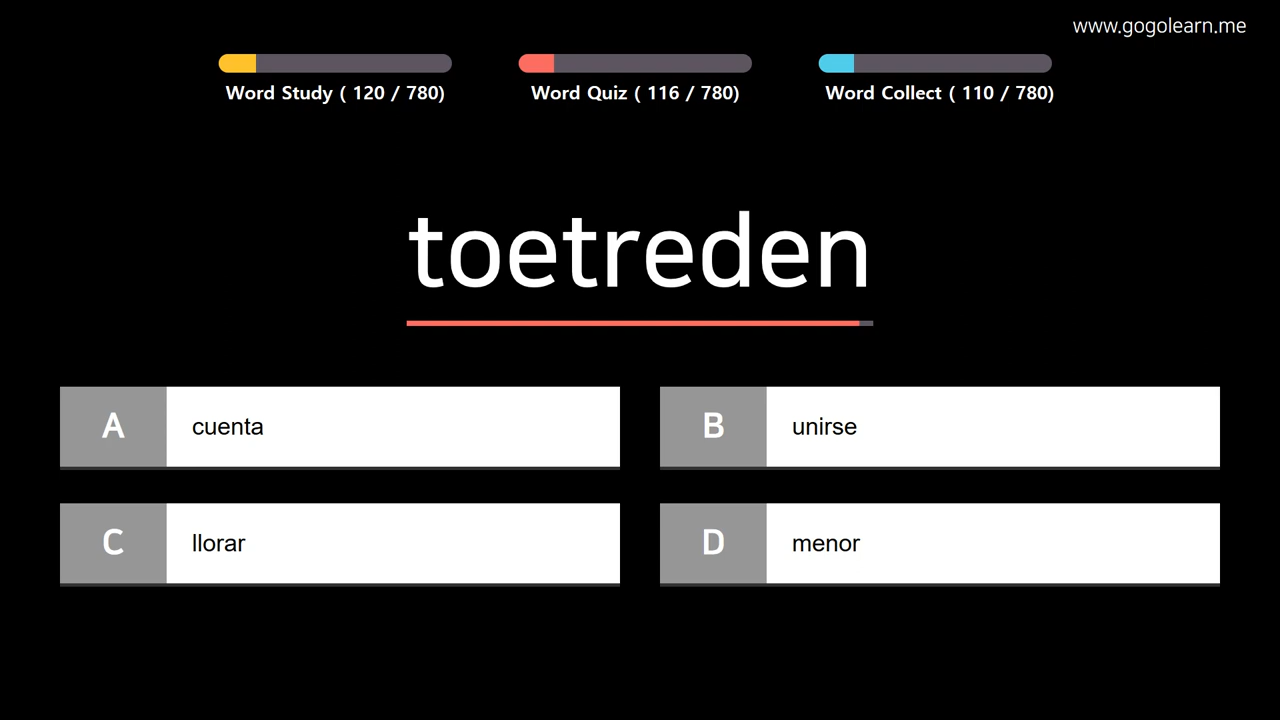 www.gogolearn.me
Word Study ( 120 / 780)
Word Quiz ( 116 / 780)
Word Collect ( 110 / 780)
toetreden
A cuenta
B unirse
C llorar
D menor